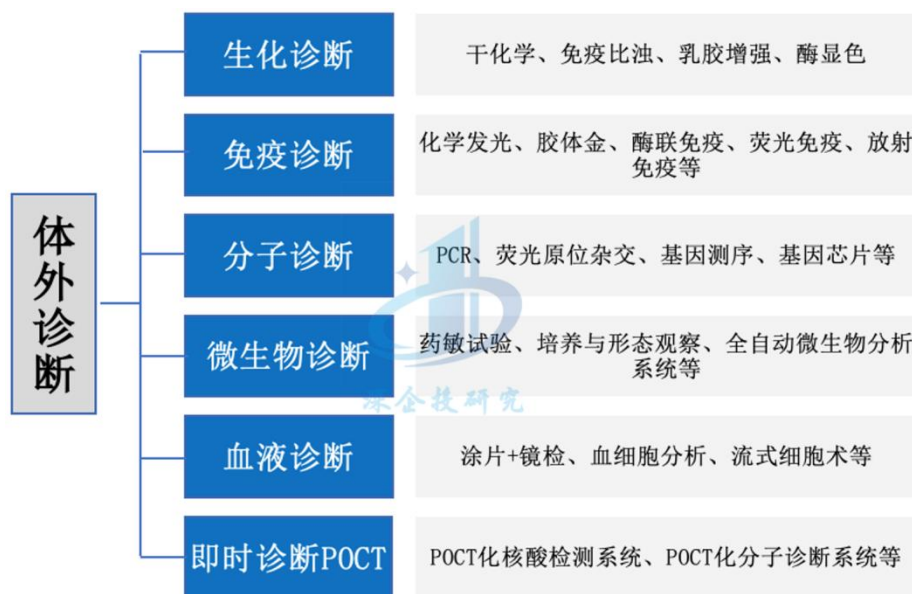 体外诊断
生化诊断
干化学、免疫比浊、乳胶增强、酶显色
免疫诊断
化学发光、胶体金、酶联免疫、荧光免疫、放射
免疫等
分子诊断
PCR、荧光原位杂交、基因测序、基因芯片等
微生物诊断
药敏试验、培养与形态观察、全自动微生物分析
系统等
深企投研究
血液诊断
涂片+镜检、血细胞分析、流式细胞术等
即时诊断POCT
POCT化核酸检测系统、POCT化分子诊断系统等